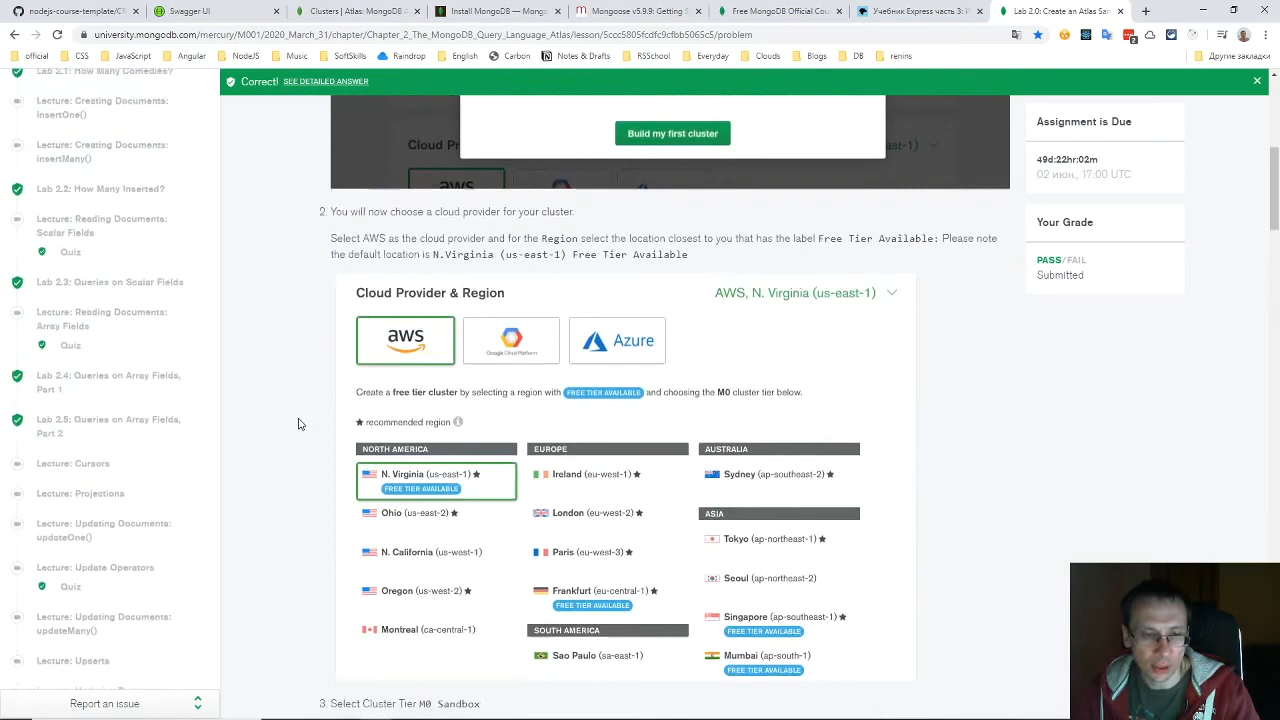 Swagger UI
Clusters | Atlas: MongoDB A
Install MongoDB — Mongo
Mongoose v5.9.9: Getting S
Free MongoDB Official Cou
Учебник Express часть 3: И
Lab 2.0: Create an Atlas San
university.mongodb.com/mercury/M001/2020_March_31/chapter/Chapter_2_The_MongoDB_Query_Language_Atlas/lesson/5ccc5805fcdfc9cfbb5065c5/problem
official
CSS
JavaScript
Angular
NodeJS
Music
SoftSkills
Raindrop
English
Carbon
Notes & Drafts
RSSchool
Everyday
Clouds
Blogs
DB
renins
Другие закладки
Lab 2.1: How Many Comedies?
Lecture: Creating Documents:
insertOne()
Lecture: Creating Documents:
insertMany()
Lab 2.2: How Many Inserted?
Lecture: Reading Documents:
Scalar Fields
Quiz
Lab 2.3: Queries on Scalar Fields
Lecture: Reading Documents:
Array Fields
Quiz
Lab 2.4: Queries on Array Fields,
Part 1
Lab 2.5: Queries on Array Fields,
Part 2
Lecture: Cursors
Lecture: Projections
Lecture: Updating Documents:
updateOne()
Lecture: Update Operators
Quiz
Lecture: Updating Documents:
updateMany()
Lecture: Upserts
Report an issue
Correct! SEE DETAILED ANSWER
Build my first cluster
Cloud Pr
ast-1)
aws
2. You will now choose a cloud provider for your cluster.
Select AWS as the cloud provider and for the Region select the location closest to you that has the label Free Tier Available: Please note
the default location is N.Virginia (us-east-1) Free Tier Available
Cloud Provider & Region
AWS, N. Virginia (us-east-1)
aws
Google Cloud Platform
Azure
Create a free tier cluster by selecting a region with FREE TIER AVAILABLE and choosing the M0 cluster tier below.
★ recommended region
NORTH AMERICA
N. Virginia (us-east-1) ★
FREE TIER AVAILABLE
Ohio (us-east-2) ★
N. California (us-west-1)
Oregon (us-west-2) ★
Montreal (ca-central-1)
EUROPE
Ireland (eu-west-1) ★
London (eu-west-2) ★
Paris (eu-west-3) ★
Frankfurt (eu-central-1) ★
FREE TIER AVAILABLE
SOUTH AMERICA
Sao Paulo (sa-east-1)
AUSTRALIA
Sydney (ap-southeast-2) ★
ASIA
Tokyo (ap-northeast-1) ★
Seoul (ap-northeast-2)
Singapore (ap-southeast-1) ★
FREE TIER AVAILABLE
Mumbai (ap-south-1)
FREE TIER AVAILABLE
3. Select Cluster Tier M0 Sandbox
Assignment is Due
49d:22hr:02m
02 июн., 17:00 UTC
Your Grade
PASS/FAIL
Submitted